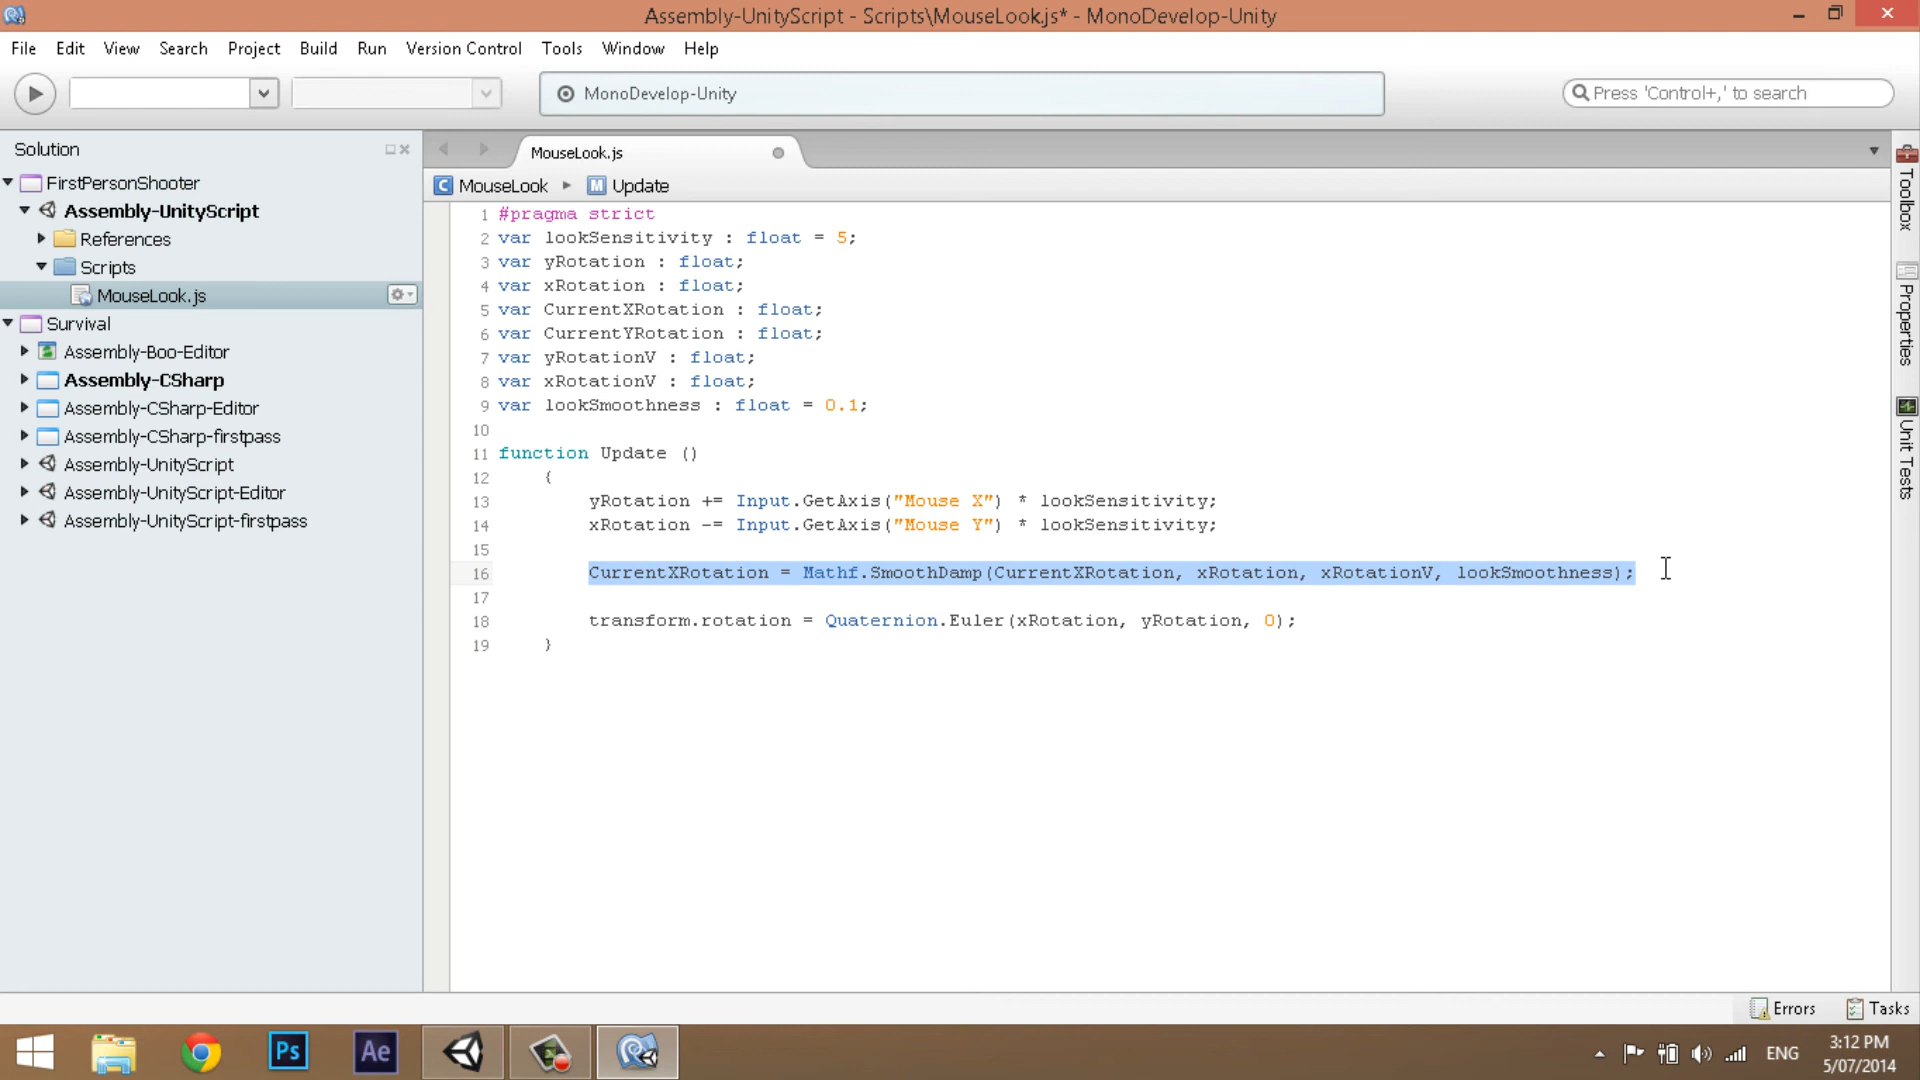 Assembly-UnityScript - Scripts\MouseLook.js* - MonoDevelop-Unity
File Edit View Search Project Build Run Version Control Tools Window Help
MonoDevelop-Unity
Press 'Control+,' to search
Solution
FirstPersonShooter
Assembly-UnityScript
References
Scripts
MouseLook.js
Survival
Assembly-Boo-Editor
Assembly-CSharp
Assembly-CSharp-Editor
Assembly-CSharp-firstpass
Assembly-UnityScript
Assembly-UnityScript-Editor
Assembly-UnityScript-firstpass
MouseLook.js
C MouseLook M Update
1 #pragma strict
2 var lookSensitivity : float = 5;
3 var yRotation : float;
4 var xRotation : float;
5 var CurrentXRotation : float;
6 var CurrentYRotation : float;
7 var yRotationV : float;
8 var xRotationV : float;
9 var lookSmoothness : float = 0.1;
10
11 function Update ()
12 {
13 yRotation += Input.GetAxis("Mouse X") * lookSensitivity;
14 xRotation -= Input.GetAxis("Mouse Y") * lookSensitivity;
15
16 CurrentXRotation = Mathf.SmoothDamp(CurrentXRotation, xRotation, xRotationV, lookSmoothness);
17
18 transform.rotation = Quaternion.Euler(xRotation, yRotation, 0);
19 }
Toolbox
Properties
Unit Tests
Errors Tasks
Ps Ae
ENG
3:12 PM
5/07/2014